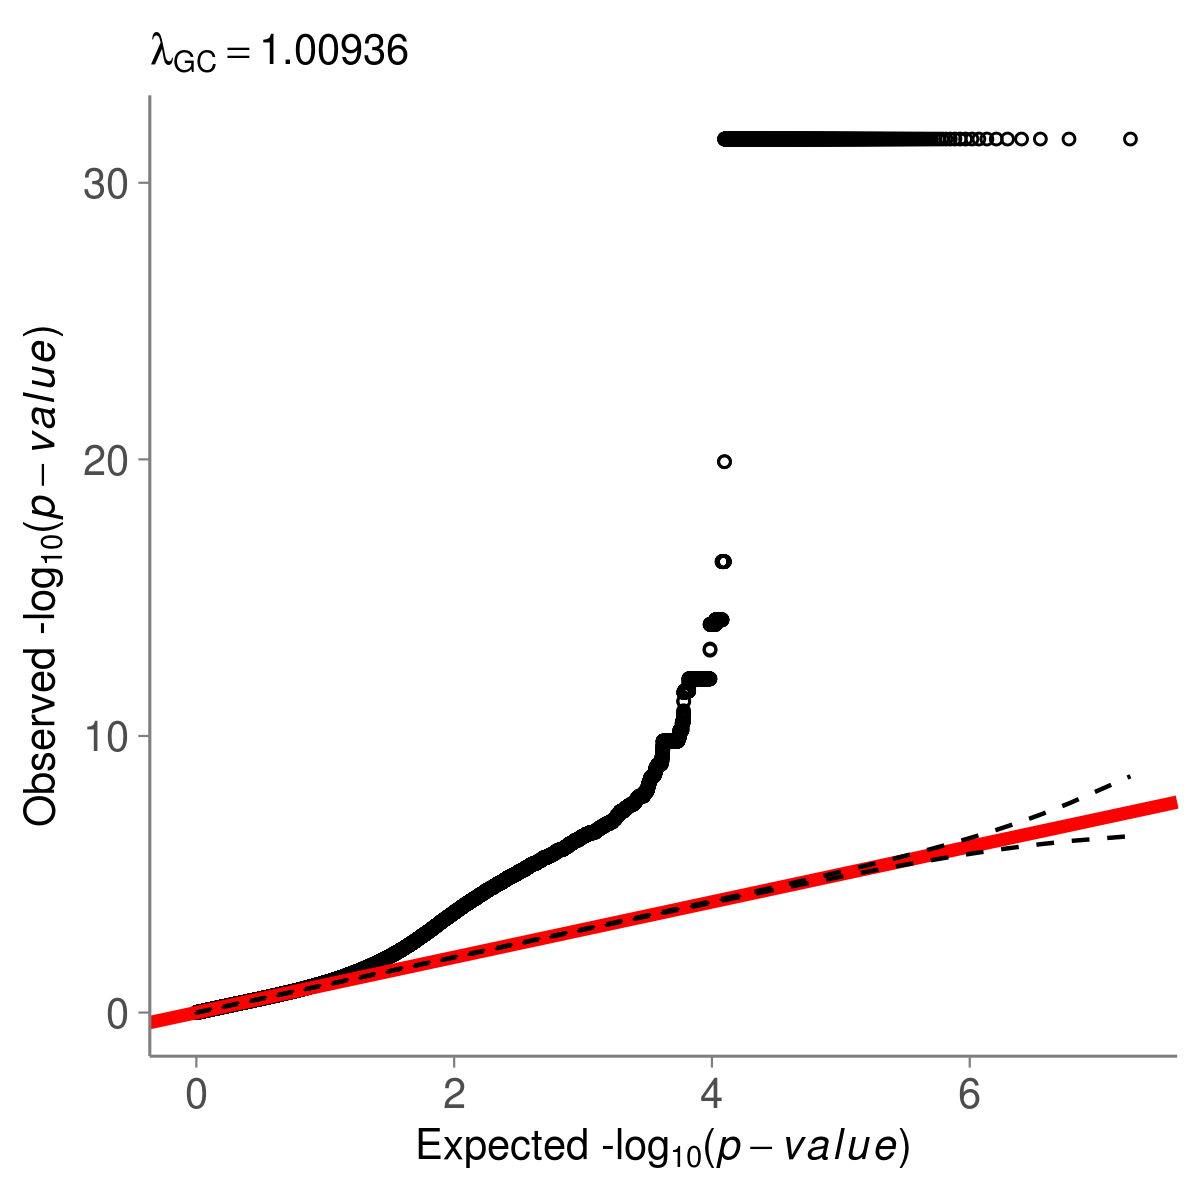 λGC = 1.00936
30
20
10
0
Observed -log10(p − value)
0 2 4 6
Expected -log10(p − value)